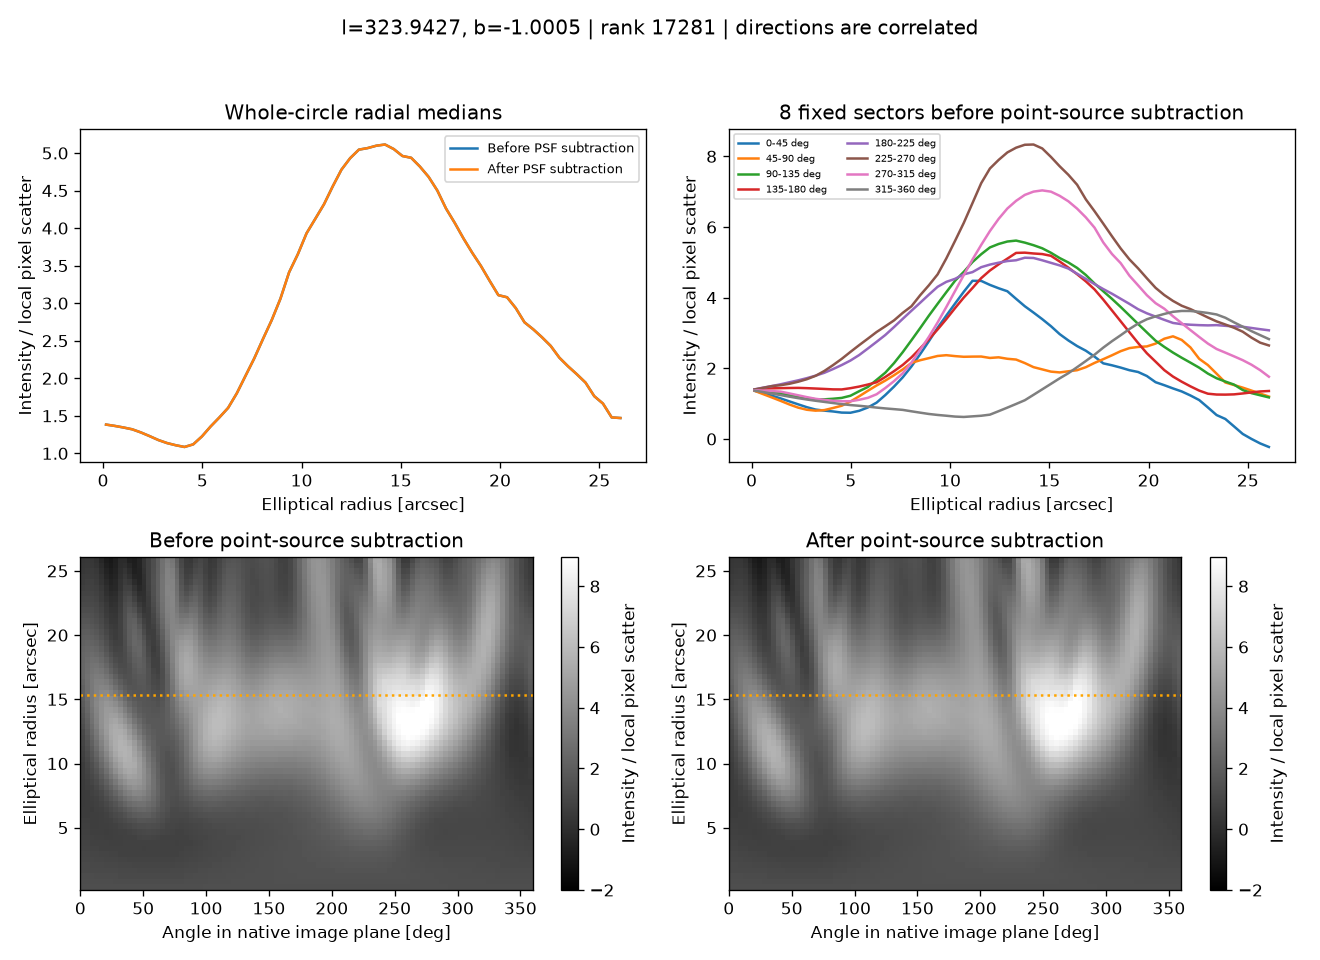 l=323.9427, b=-1.0005 | rank 17281 | directions are correlated
Whole-circle radial medians
Intensity / local pixel scatter
5.0
4.5
4.0
3.5
3.0
2.5
2.0
1.5
1.0
Before PSF subtraction
After PSF subtraction
0 5 10 15 20 25
Elliptical radius [arcsec]
8 fixed sectors before point-source subtraction
Intensity / local pixel scatter
8
6
4
2
0
0-45 deg
45-90 deg
90-135 deg
135-180 deg
180-225 deg
225-270 deg
270-315 deg
315-360 deg
0 5 10 15 20 25
Elliptical radius [arcsec]
Before point-source subtraction
Elliptical radius [arcsec]
25
20
15
10
5
0 50 100 150 200 250 300 350
Angle in native image plane [deg]
8
6
4
2
0
−2
Intensity / local pixel scatter
After point-source subtraction
Elliptical radius [arcsec]
25
20
15
10
5
0 50 100 150 200 250 300 350
Angle in native image plane [deg]
8
6
4
2
0
−2
Intensity / local pixel scatter